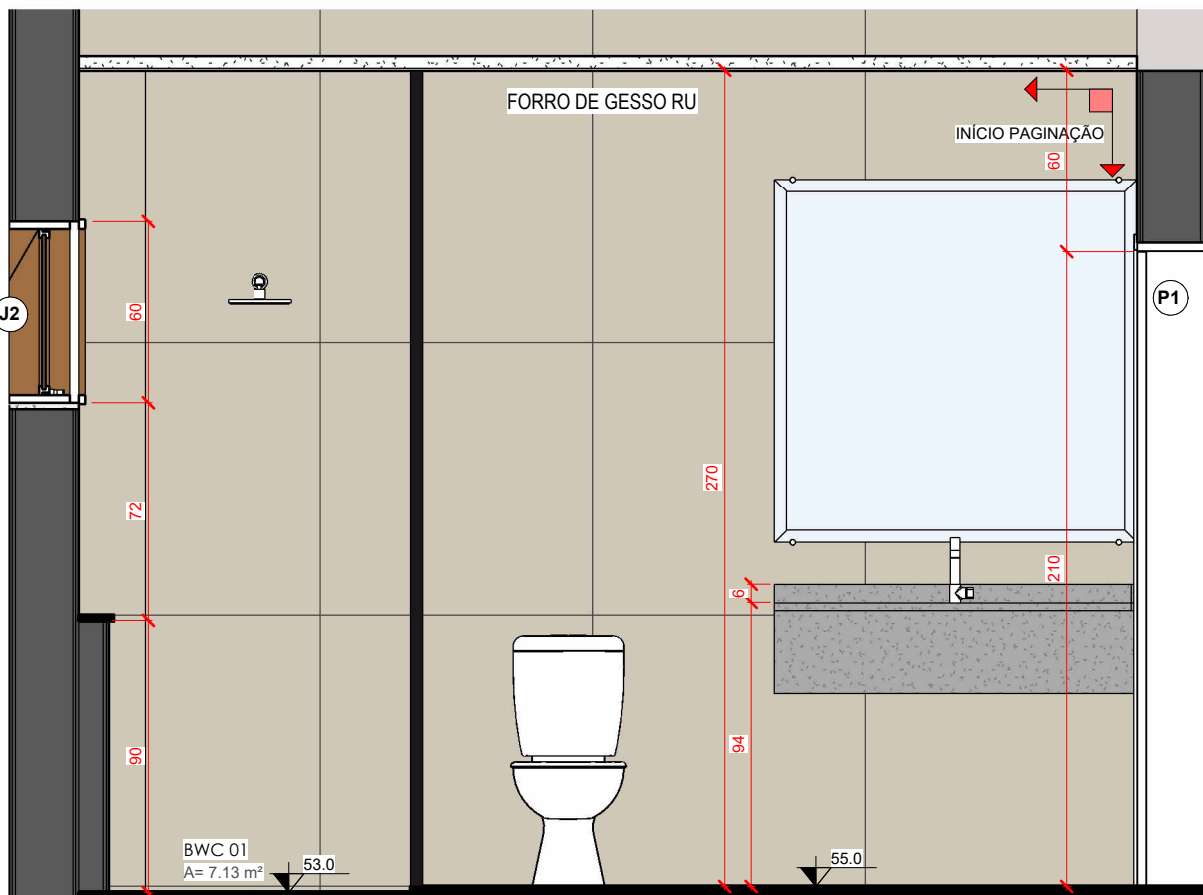 FORRO DE GESSO RU
INÍCIO PAGINAÇÃO
60
J2
60
P1
72
270
210
6
94
90
BWC 01
A= 7.13 m²
53.0
55.0